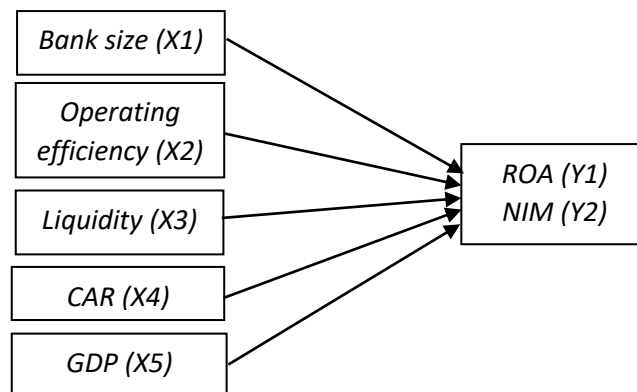 Bank size (X1)
Operating
efficiency (X2)
Liquidity (X3)
CAR (X4)
GDP (X5)
ROA (Y1)
NIM (Y2)